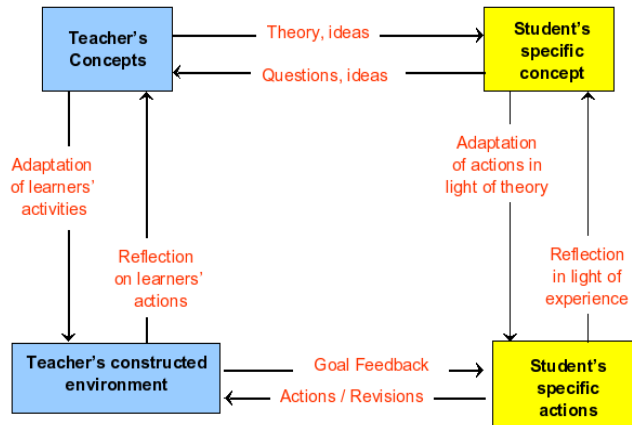 Teacher's
Concepts
Theory, ideas
Questions, ideas
Student's
specific
concept
Adaptation
of learners'
activities
Reflection
on learners'
actions
Adaptation
of actions in
light of theory
Reflection
in light of
experience
Teacher's constructed
environment
Goal Feedback
Actions / Revisions
Student's
specific
actions